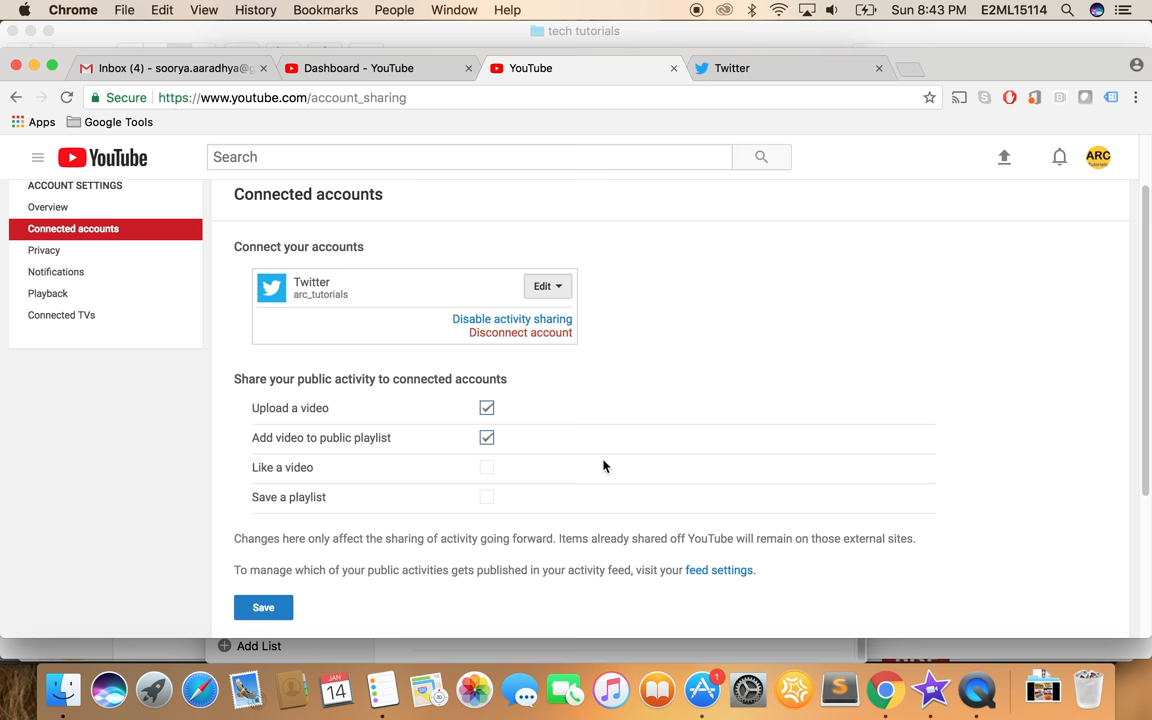 Chrome File Edit View History Bookmarks People Window Help Sun 8:43 PM E2ML15114
tech tutorials
Inbox (4) - soorya.aaradhya@g Dashboard - YouTube YouTube Twitter
Secure https://www.youtube.com/account_sharing
Apps Google Tools
YouTube Search ARC
Tutorials
ACCOUNT SETTINGS
Overview
Connected accounts
Privacy
Notifications
Playback
Connected TVs
Connected accounts
Connect your accounts
Twitter Edit
arc_tutorials
Disable activity sharing
Disconnect account
Share your public activity to connected accounts
Upload a video
Add video to public playlist
Like a video
Save a playlist
Changes here only affect the sharing of activity going forward. Items already shared off YouTube will remain on those external sites.
To manage which of your public activities gets published in your activity feed, visit your feed settings.
Save
Add List
JAN
14
1
S